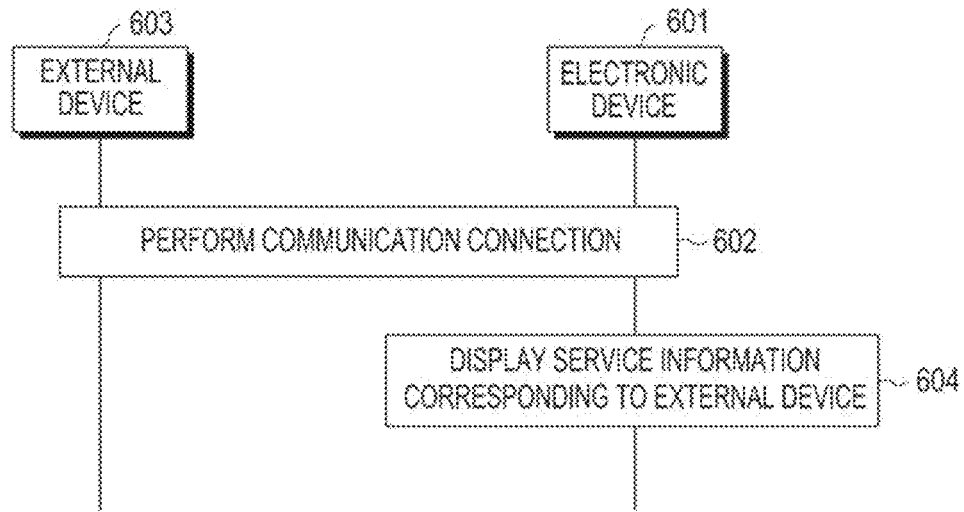 603
601
EXTERNAL
DEVICE
ELECTRONIC
DEVICE
PERFORM COMMUNICATION CONNECTION
602
DISPLAY SERVICE INFORMATION
CORRESPONDING TO EXTERNAL DEVICE
604